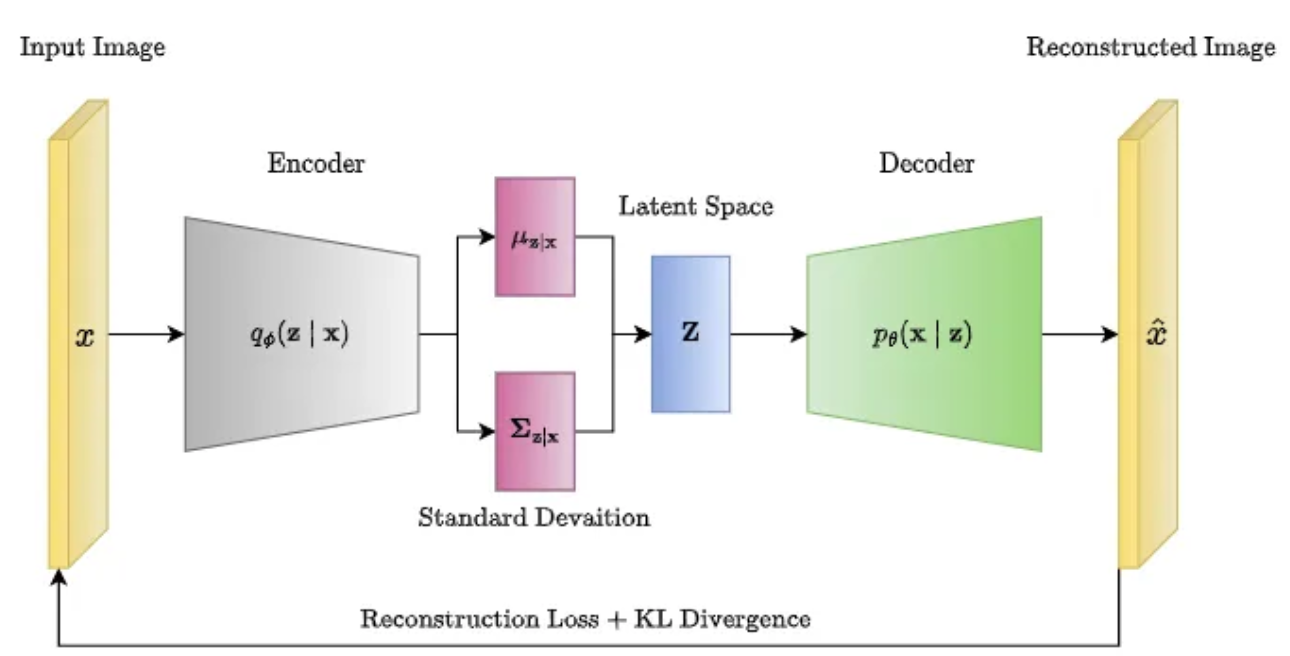 Input Image
Reconstructed Image
Encoder
Decoder
Latent Space
x
q_ϕ(z | x)
μ_z|x
Σ_z|x
Z
p_θ(x | z)
x̂
Standard Devaition
Reconstruction Loss + KL Divergence